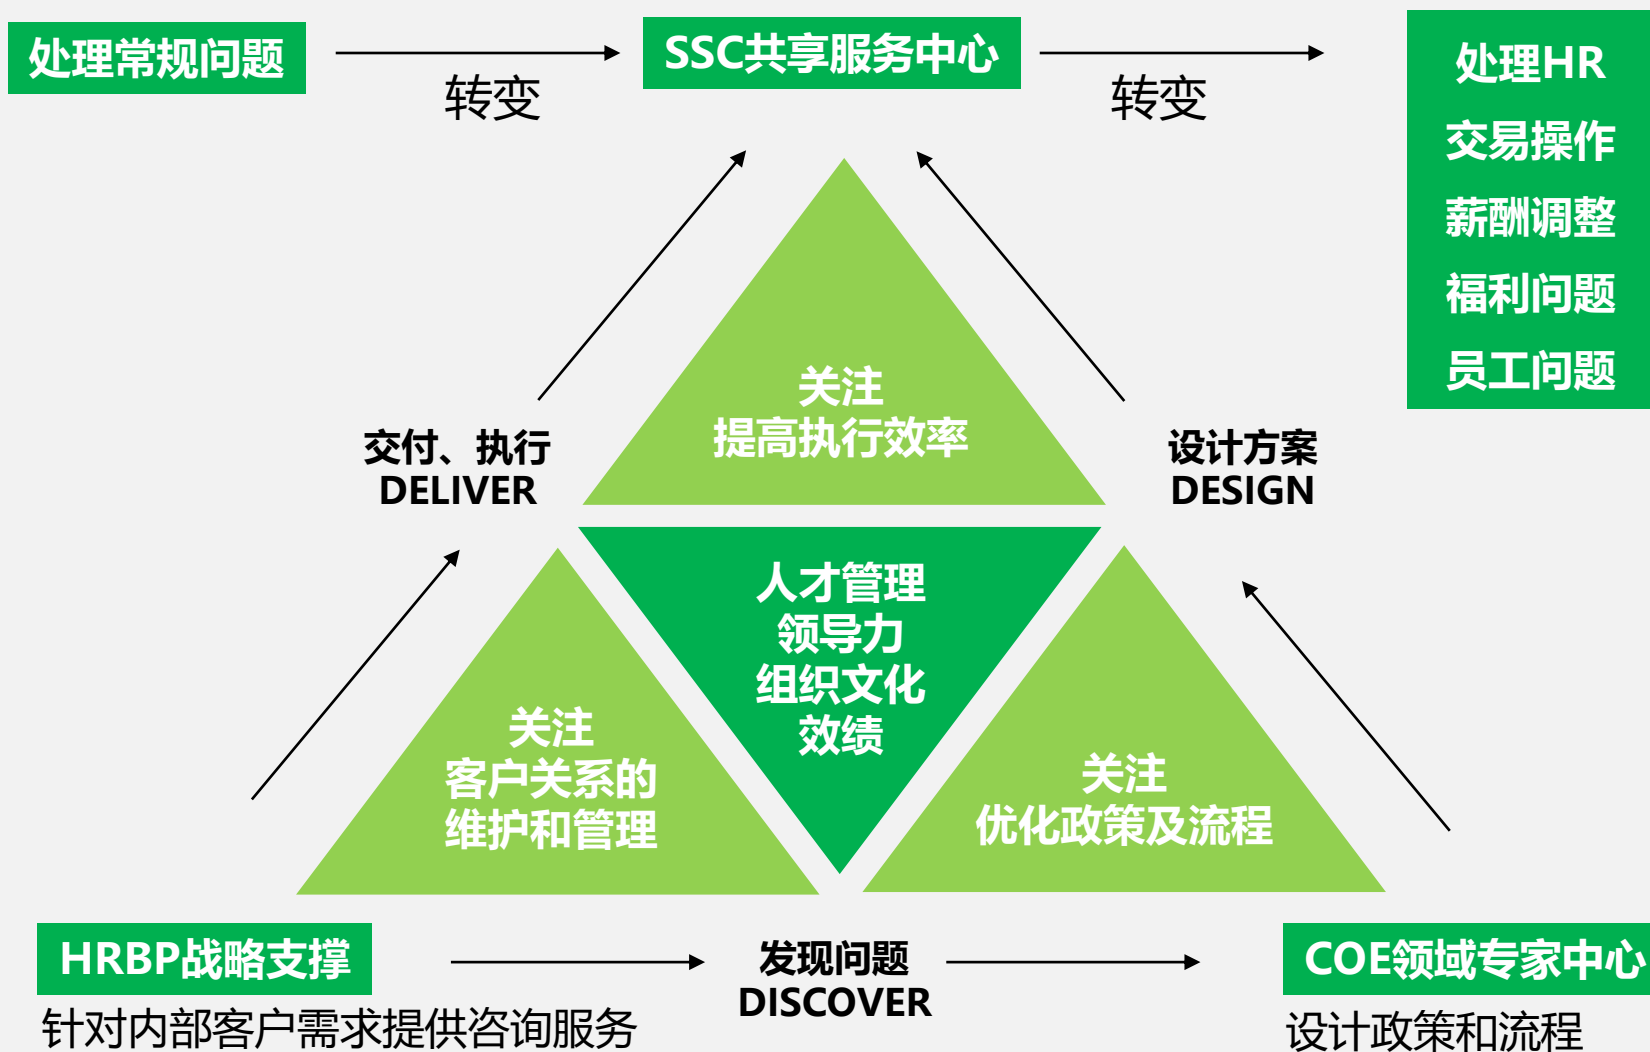 处理常规问题
转变
SSC共享服务中心
转变
处理HR
交易操作
薪酬调整
福利问题
员工问题
关注
提高执行效率
交付、执行
DELIVER
设计方案
DESIGN
人才管理
领导力
组织文化
效绩
关注
客户关系的
维护和管理
关注
优化政策及流程
HRBP战略支撑
针对内部客户需求提供咨询服务
发现问题
DISCOVER
COE领域专家中心
设计政策和流程